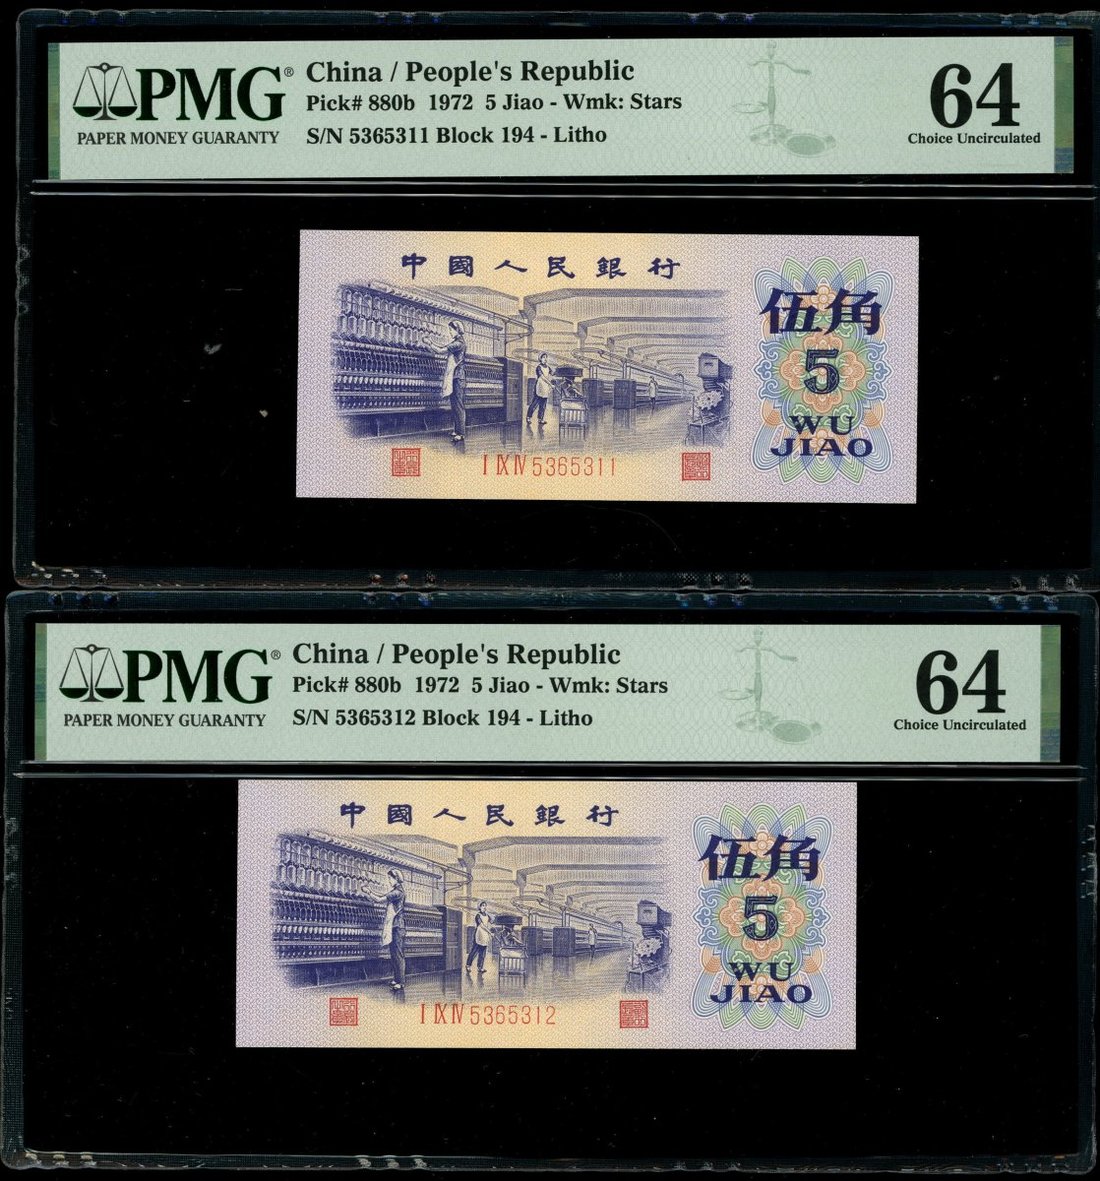 PMG®
PAPER MONEY GUARANTY
China / People's Republic
Pick# 880b 1972 5 Jiao - Wmk: Stars
S/N 5365311 Block 194 - Litho
64
Choice Uncirculated
中國人民銀行
伍角
5
WU
JIAO
I IX IV 5365311
PMG®
PAPER MONEY GUARANTY
China / People's Republic
Pick# 880b 1972 5 Jiao - Wmk: Stars
S/N 5365312 Block 194 - Litho
64
Choice Uncirculated
中國人民銀行
伍角
5
WU
JIAO
I IX IV 5365312